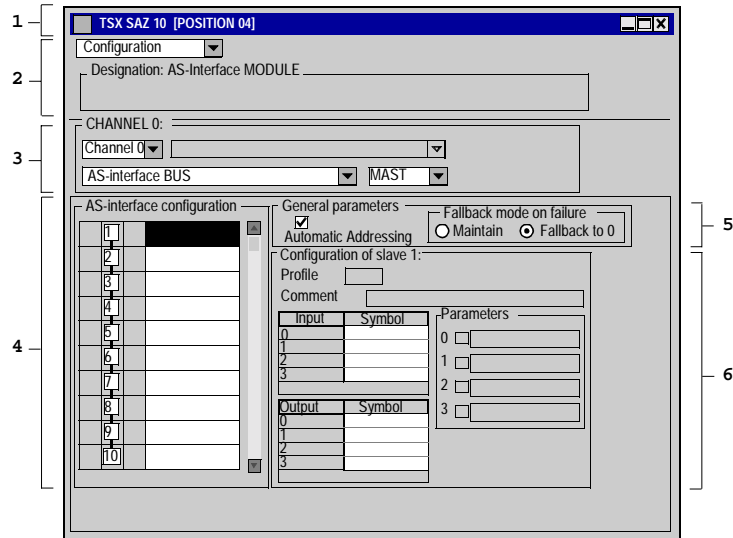 1
TSX SAZ 10 [POSITION 04]
2
Configuration
Designation: AS-Interface MODULE
3
CHANNEL 0:
Channel 0
AS-interface BUS
MAST
4
AS-interface configuration
1
2
3
4
5
6
7
8
9
10
General parameters
Automatic Addressing
Fallback mode on failure
Maintain
Fallback to 0
5
Configuration of slave 1:
Profile
Comment
Input Symbol
0
1
2
3
Output Symbol
0
1
2
3
Parameters
0
1
2
3
6